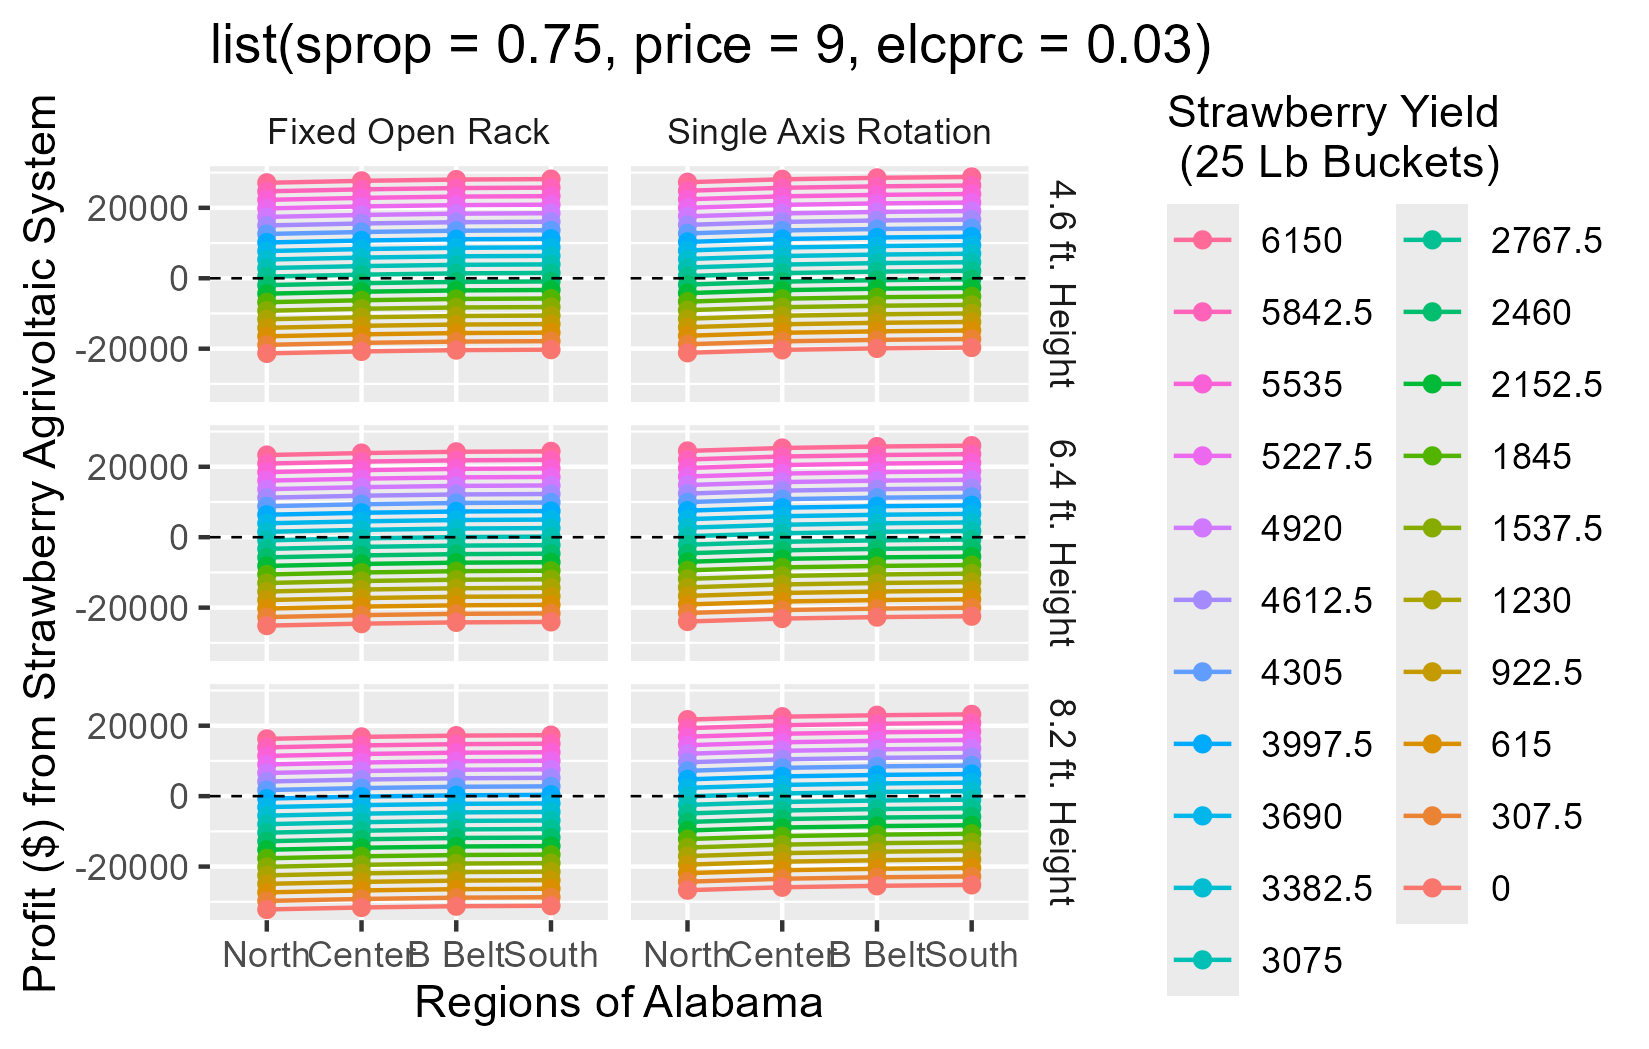 list(sprop = 0.75, price = 9, elcprc = 0.03)
Profit ($) from Strawberry Agrivoltaic System
Fixed Open Rack
Single Axis Rotation
20000
0
-20000
4.6 ft. Height
20000
0
-20000
6.4 ft. Height
20000
0
-20000
8.2 ft. Height
North Center B Belt South
North Center B Belt South
Regions of Alabama
Strawberry Yield
(25 Lb Buckets)
6150
5842.5
5535
5227.5
4920
4612.5
4305
3997.5
3690
3382.5
3075
2767.5
2460
2152.5
1845
1537.5
1230
922.5
615
307.5
0